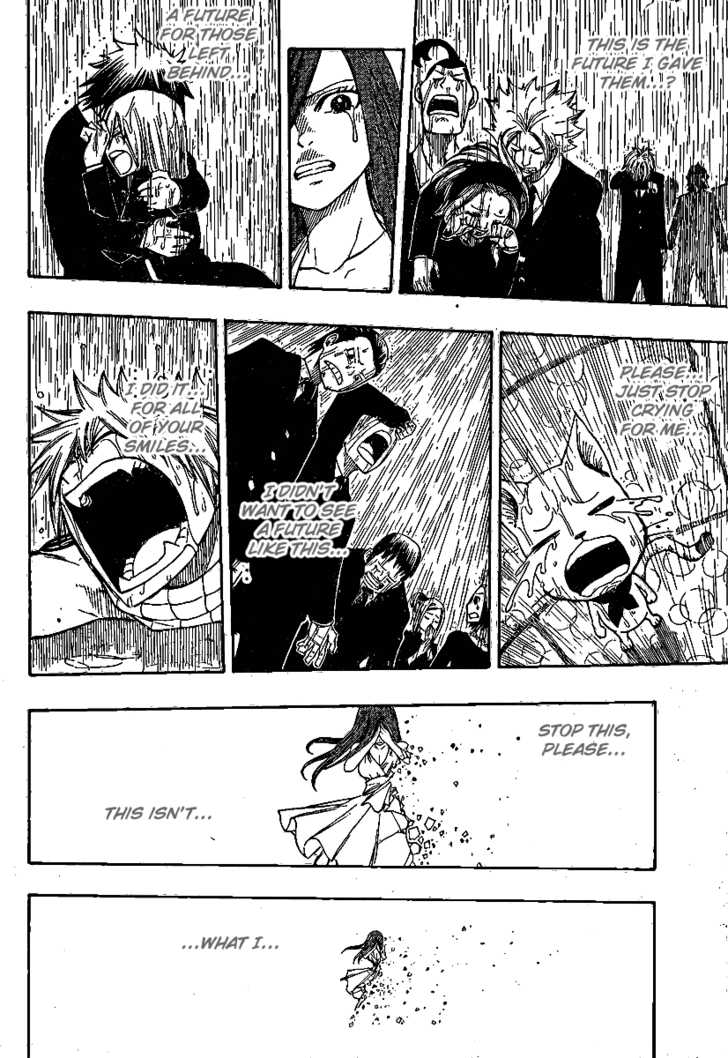 THIS IS THE
FUTURE I GAVE
THEM...?
A FUTURE
FOR THOSE
LEFT
BEHIND...
PLEASE...
JUST STOP
CRYING
FOR ME...
I DIDN'T
WANT TO SEE
A FUTURE
LIKE THIS...
I DID IT...
FOR ALL
OF YOUR
SMILES...
STOP THIS,
PLEASE...
THIS ISN'T...
...WHAT I...